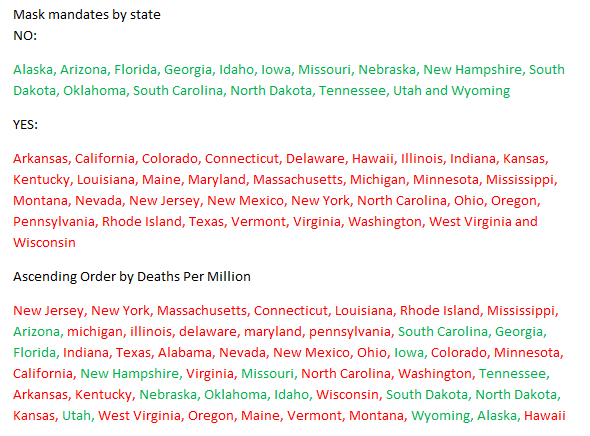 Mask mandates by state
NO:
Alaska, Arizona, Florida, Georgia, Idaho, Iowa, Missouri, Nebraska, New Hampshire, South
Dakota, Oklahoma, South Carolina, North Dakota, Tennessee, Utah and Wyoming
YES:
Arkansas, California, Colorado, Connecticut, Delaware, Hawaii, Illinois, Indiana, Kansas,
Kentucky, Louisiana, Maine, Maryland, Massachusetts, Michigan, Minnesota, Mississippi,
Montana, Nevada, New Jersey, New Mexico, New York, North Carolina, Ohio, Oregon,
Pennsylvania, Rhode Island, Texas, Vermont, Virginia, Washington, West Virginia and
Wisconsin
Ascending Order by Deaths Per Million
New Jersey, New York, Massachusetts, Connecticut, Louisiana, Rhode Island, Mississippi,
Arizona, michigan, illinois, delaware, maryland, pennsylvania, South Carolina, Georgia,
Florida, Indiana, Texas, Alabama, Nevada, New Mexico, Ohio, Iowa, Colorado, Minnesota,
California, New Hampshire, Virginia, Missouri, North Carolina, Washington, Tennessee,
Arkansas, Kentucky, Nebraska, Oklahoma, Idaho, Wisconsin, South Dakota, North Dakota,
Kansas, Utah, West Virginia, Oregon, Maine, Vermont, Montana, Wyoming, Alaska, Hawaii